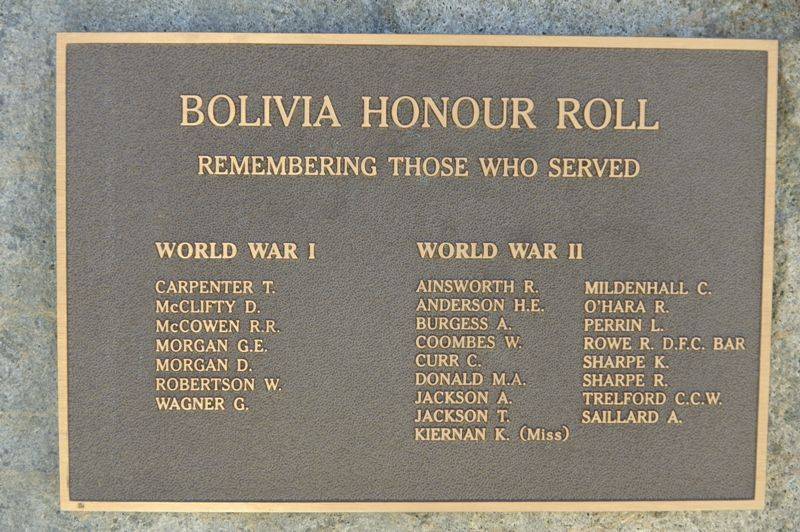 BOLIVIA HONOUR ROLL
REMEMBERING THOSE WHO SERVED
WORLD WAR I
CARPENTER T.
McCLIFTY D.
McCOWEN R.R.
MORGAN G.E.
MORGAN D.
ROBERTSON W.
WAGNER G.
WORLD WAR II
AINSWORTH R.
ANDERSON H.E.
BURGESS A.
COOMBES W.
CURR C.
DONALD M.A.
JACKSON A.
JACKSON T.
KIERNAN K. (Miss)
MILDENHALL C.
O'HARA R.
PERRIN L.
ROWE R. D.F.C. BAR
SHARPE K.
SHARPE R.
TRELFORD C.C.W.
SAILLARD A.